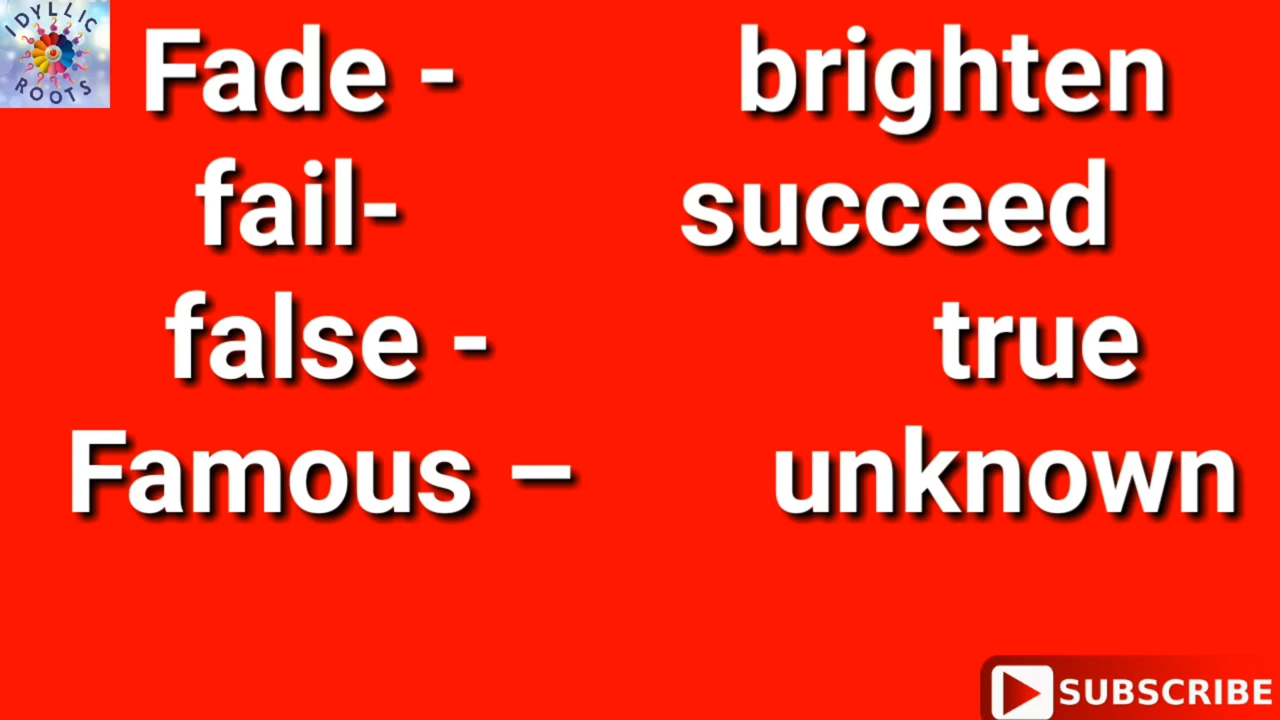 IDYLLIC
ROOTS
Fade - brighten
fail- succeed
false - true
Famous – unknown
SUBSCRIBE